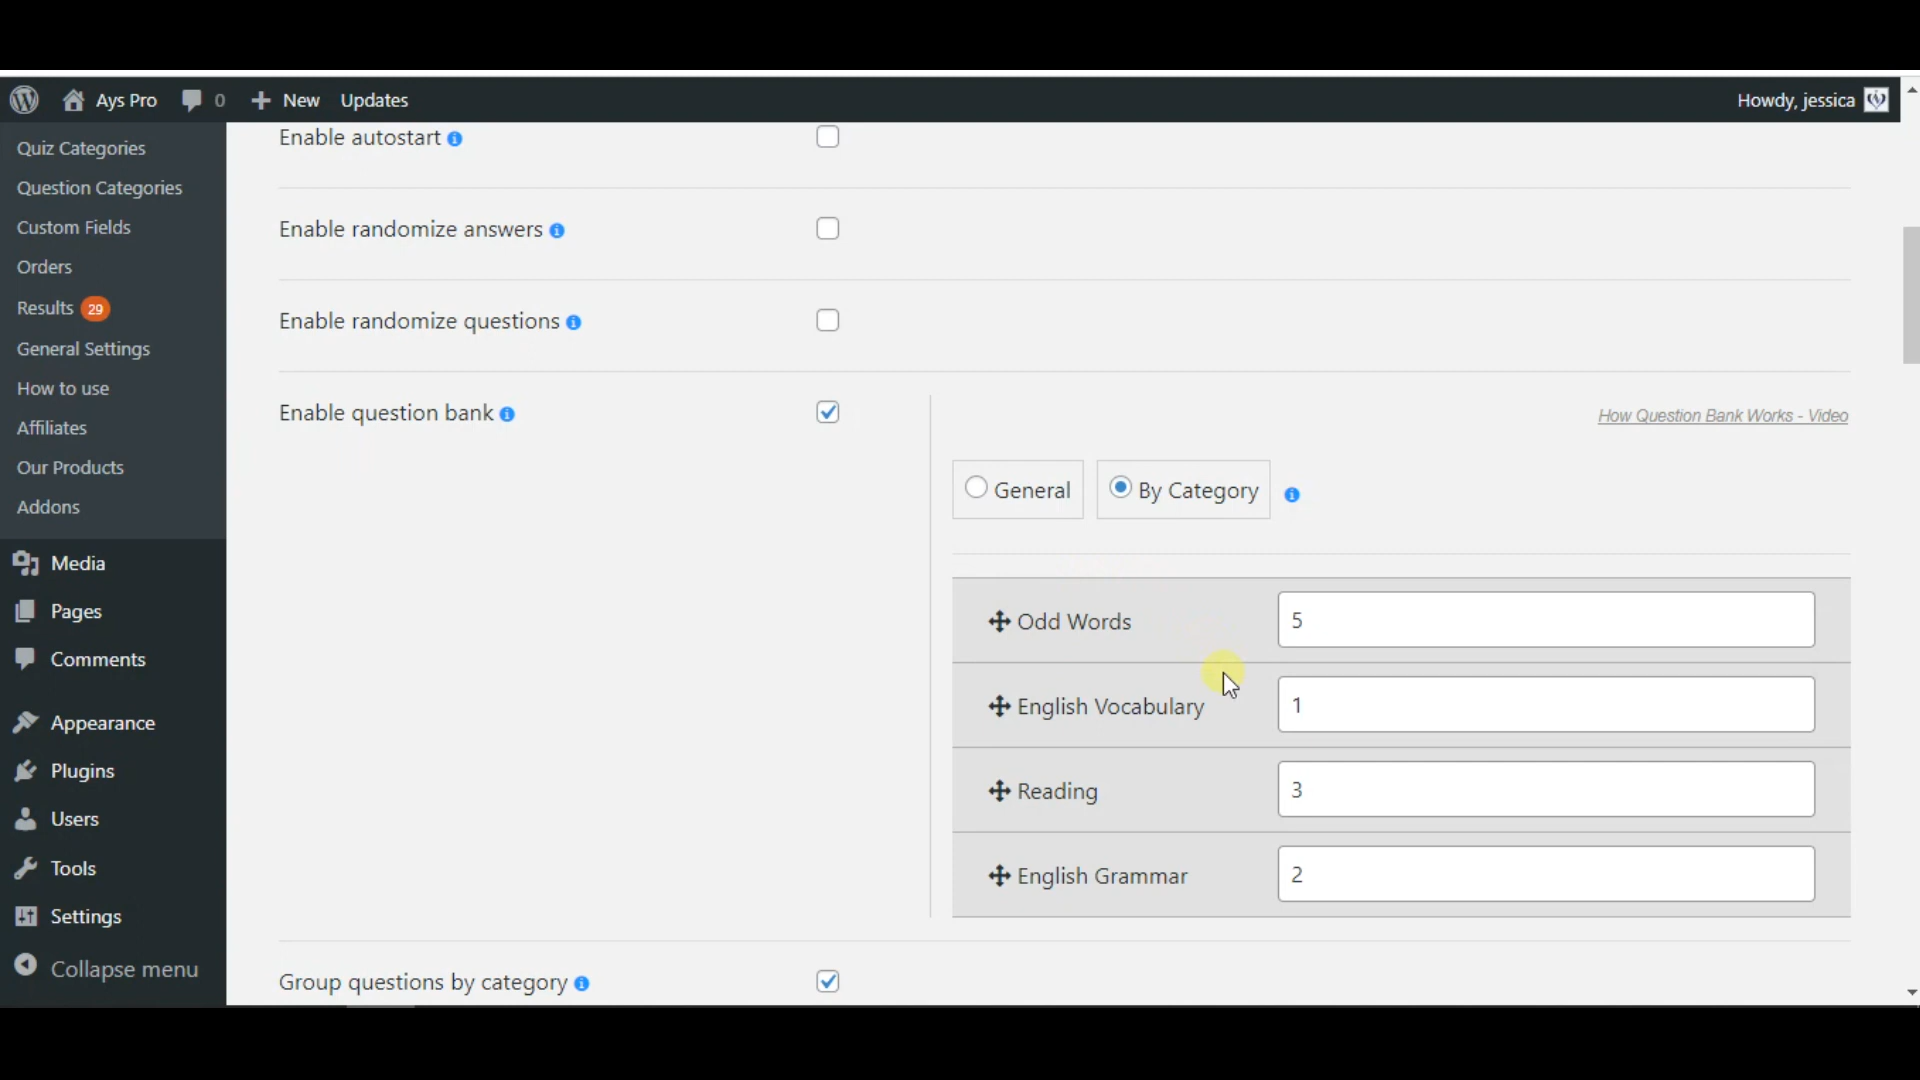 Ays Pro 0 New Updates Howdy, jessica
Quiz Categories
Question Categories
Custom Fields
Orders
Results 29
General Settings
How to use
Affiliates
Our Products
Addons
Media
Pages
Comments
Appearance
Plugins
Users
Tools
Settings
Collapse menu
Enable autostart
Enable randomize answers
Enable randomize questions
Enable question bank
How Question Bank Works - Video
General By Category
Odd Words 5
English Vocabulary 1
Reading 3
English Grammar 2
Group questions by category